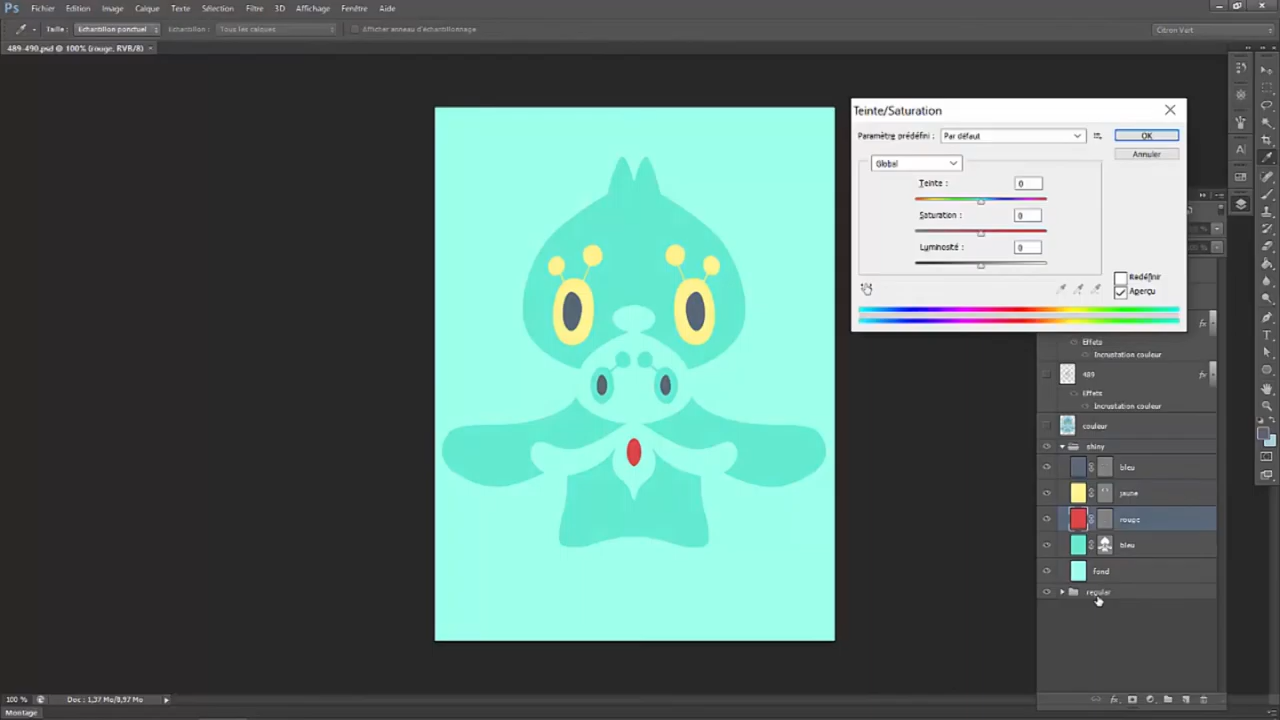 Ps Fichier Edition Image Calque Texte Sélection Filtre 3D Affichage Fenêtre Aide
Taille : Echantillon ponctuel Echantillon : Tous les calques Afficher anneau d'échantillonnage Citron Vert
489-490.psd @ 100% (rouge, RVB/8)
Teinte/Saturation
Paramètre prédéfini : Par défaut OK
Annuler
Global
Teinte : 0
Saturation : 0
Luminosité : 0
Redéfinir
Aperçu
fx
Effets
Incrustation couleur
489 fx
Effets
Incrustation couleur
couleur
shiny
bleu
jaune
rouge
bleu
fond
regular
100 % Doc : 1,37 Mo/8,97 Mo
Montage